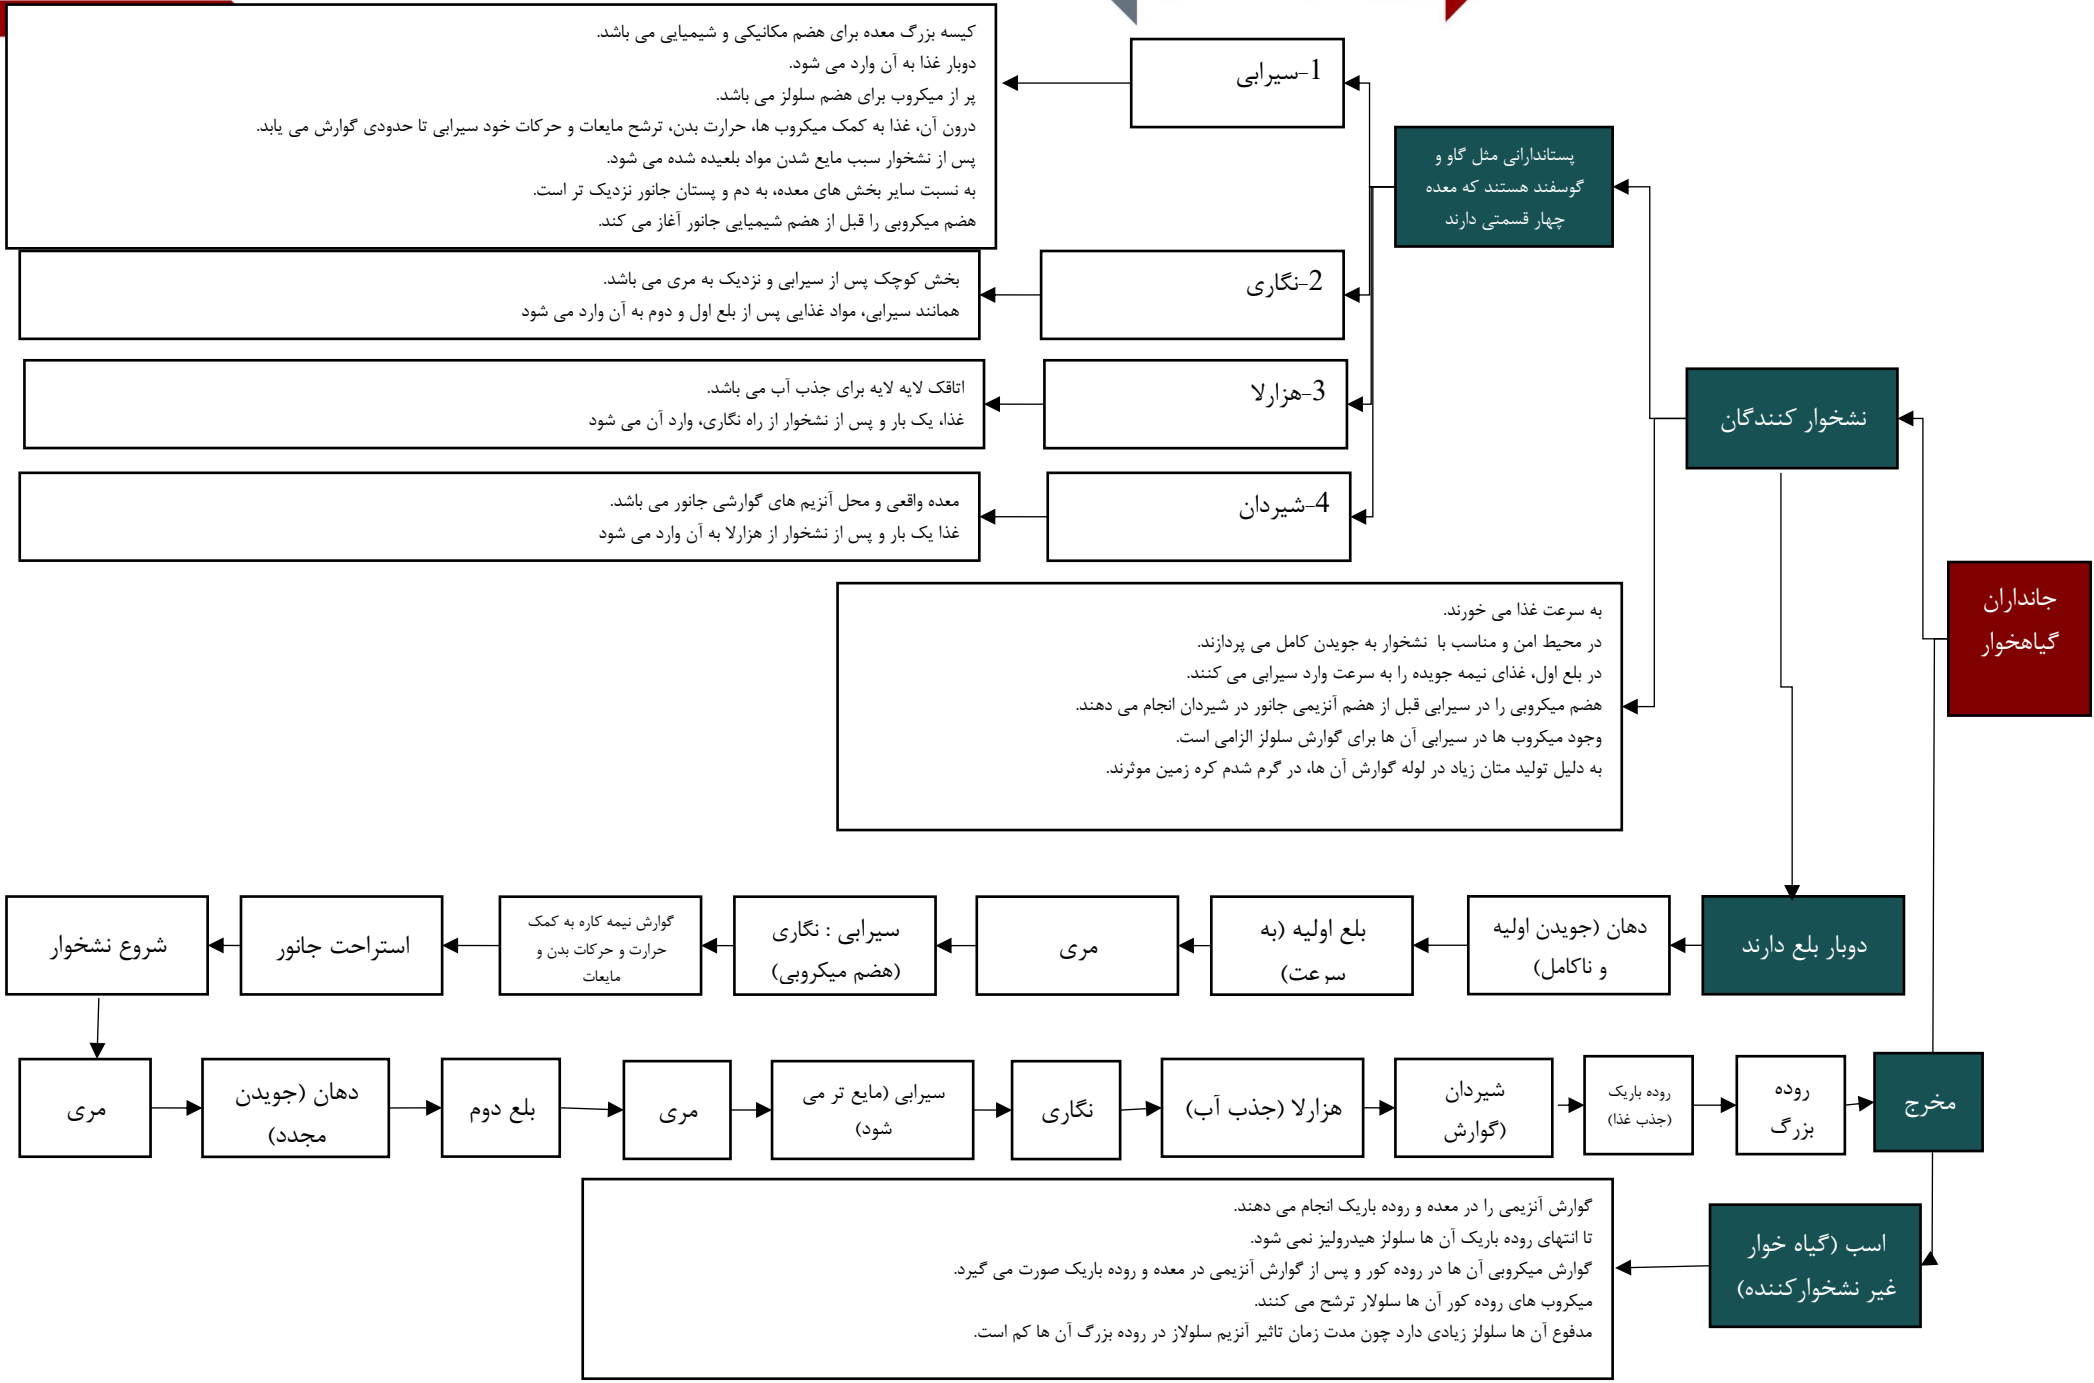 جانداران
گیاهخوار
نشخوار کنندگان
پستاندارانی مثل گاو و
گوسفند هستند که معده
چهار قسمتی دارند
1-سیرابی
کیسه بزرگ معده برای هضم مکانیکی و شیمیایی می باشد.
دوبار غذا به آن وارد می شود.
پر از میکروب برای هضم سلولز می باشد.
درون آن، غذا به کمک میکروب ها، حرارت بدن، ترشح مایعات و حرکات خود سیرابی تا حدودی گوارش می یابد.
پس از نشخوار سبب مایع شدن مواد بلعیده شده می شود.
به نسبت سایر بخش های معده، به دم و پستان جانور نزدیک تر است.
هضم میکروبی را قبل از هضم شیمیایی جانور آغاز می کند.
2-نگاری
بخش کوچک پس از سیرابی و نزدیک به مری می باشد.
همانند سیرابی، مواد غذایی پس از بلع اول و دوم به آن وارد می شود
3-هزارلا
اتاقک لایه لایه برای جذب آب می باشد.
غذا، یک بار و پس از نشخوار از راه نگاری، وارد آن می شود
4-شیردان
معده واقعی و محل آنزیم های گوارشی جانور می باشد.
غذا یک بار و پس از نشخوار از هزارلا به آن وارد می شود
به سرعت غذا می خورند.
در محیط امن و مناسب با نشخوار به جویدن کامل می پردازند.
در بلع اول، غذای نیمه جویده را به سرعت وارد سیرابی می کنند.
هضم میکروبی را در سیرابی قبل از هضم آنزیمی جانور در شیردان انجام می دهند.
وجود میکروب ها در سیرابی آن ها برای گوارش سلولز الزامی است.
به دلیل تولید متان زیاد در لوله گوارش آن ها، در گرم شدم کره زمین موثرند.
دوبار بلع دارند
دهان (جویدن اولیه
و ناکامل)
بلع اولیه (به
سرعت)
مری
سیرابی : نگاری
(هضم میکروبی)
گوارش نیمه کاره به کمک
حرارت و حرکات بدن و
مایعات
استراحت جانور
شروع نشخوار
مری
دهان (جویدن
مجدد)
بلع دوم
مری
سیرابی (مایع تر می
شود)
نگاری
هزارلا (جذب آب)
شیردان
(گوارش
روده باریک
(جذب غذا)
روده
بزرگ
مخرج
اسب (گیاه خوار
غیر نشخوارکننده)
گوارش آنزیمی را در معده و روده باریک انجام می دهند.
تا انتهای روده باریک آن ها سلولز هیدرولیز نمی شود.
گوارش میکروبی آن ها در روده کور و پس از گوارش آنزیمی در معده و روده باریک صورت می گیرد.
میکروب های روده کور آن ها سلولار ترشح می کنند.
مدفوع آن ها سلولز زیادی دارد چون مدت زمان تاثیر آنزیم سلولاز در روده بزرگ آن ها کم است.